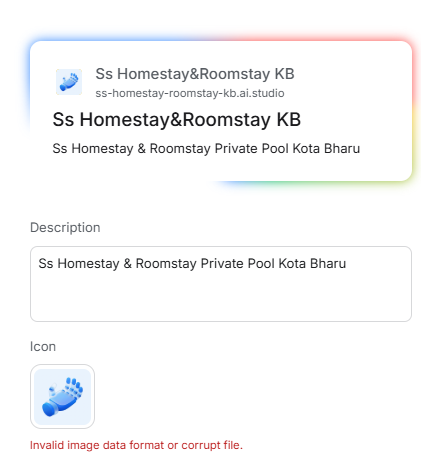 Ss Homestay&Roomstay KB
ss-homestay-roomstay-kb.ai.studio
Ss Homestay&Roomstay KB
Ss Homestay & Roomstay Private Pool Kota Bharu
Description
Ss Homestay & Roomstay Private Pool Kota Bharu
Icon
Invalid image data format or corrupt file.